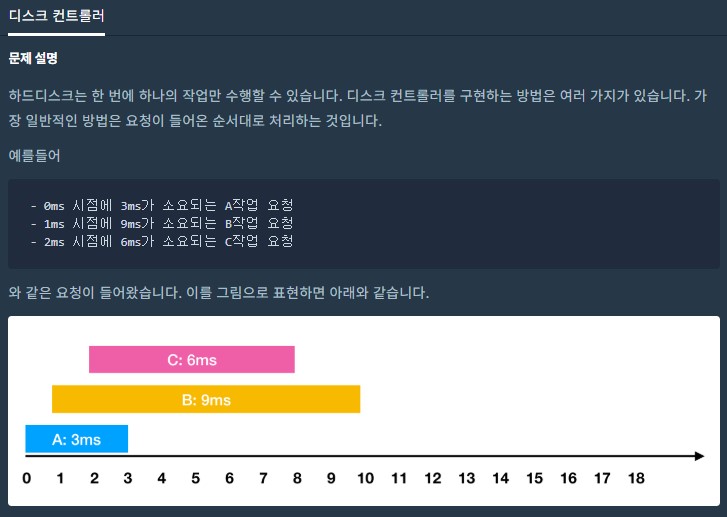 디스크 컨트롤러
문제 설명
하드디스크는 한 번에 하나의 작업만 수행할 수 있습니다. 디스크 컨트롤러를 구현하는 방법은 여러 가지가 있습니다. 가
장 일반적인 방법은 요청이 들어온 순서대로 처리하는 것입니다.
예를들어
- 0ms 시점에 3ms가 소요되는 A작업 요청
- 1ms 시점에 9ms가 소요되는 B작업 요청
- 2ms 시점에 6ms가 소요되는 C작업 요청
와 같은 요청이 들어왔습니다. 이를 그림으로 표현하면 아래와 같습니다.
C: 6ms
B: 9ms
A: 3ms
0 1 2 3 4 5 6 7 8 9 10 11 12 13 14 15 16 17 18